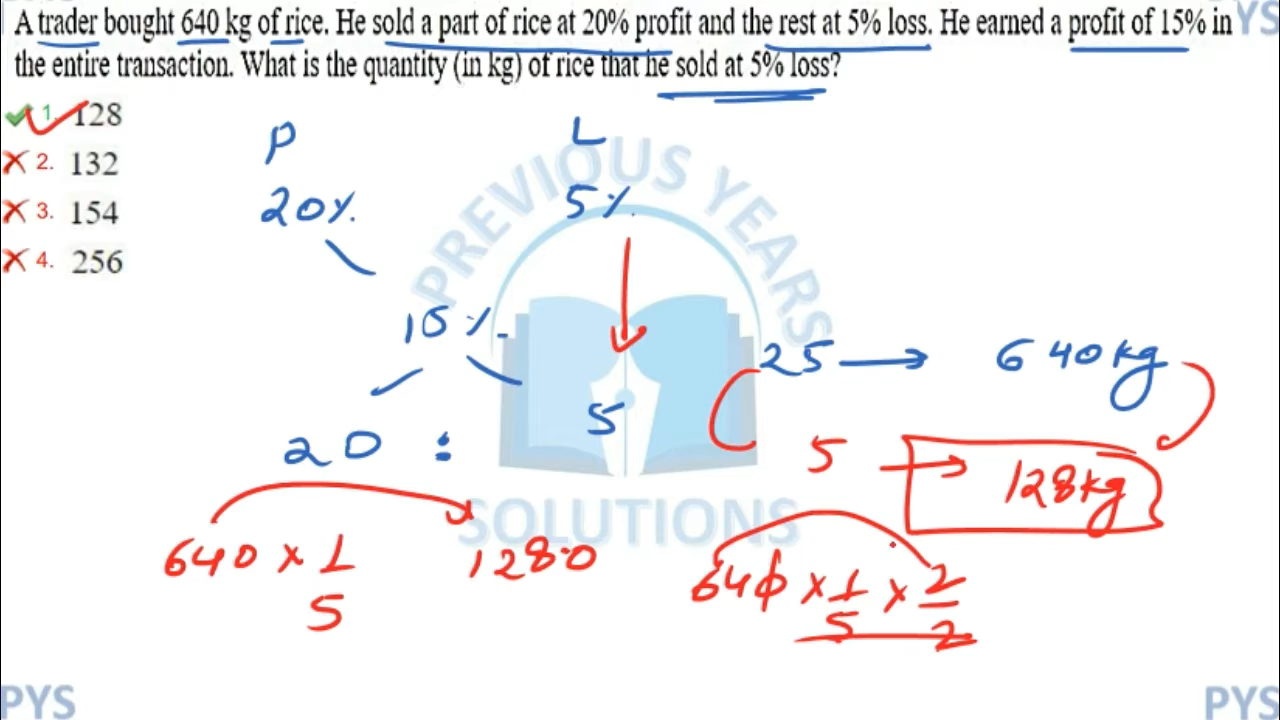 A trader bought 640 kg of rice. He sold a part of rice at 20% profit and the rest at 5% loss. He earned a profit of 15% in
the entire transaction. What is the quantity (in kg) of rice that he sold at 5% loss?
1. 128
2. 132
3. 154
4. 256
P L
20% 5%
15%
20 : 5
25 → 640kg
5 → 128kg
640 × 1/5 128.0
640 × 1/5 × 2/2
PREVIOUS YEARS
SOLUTIONS
PYS
PYS
PYS